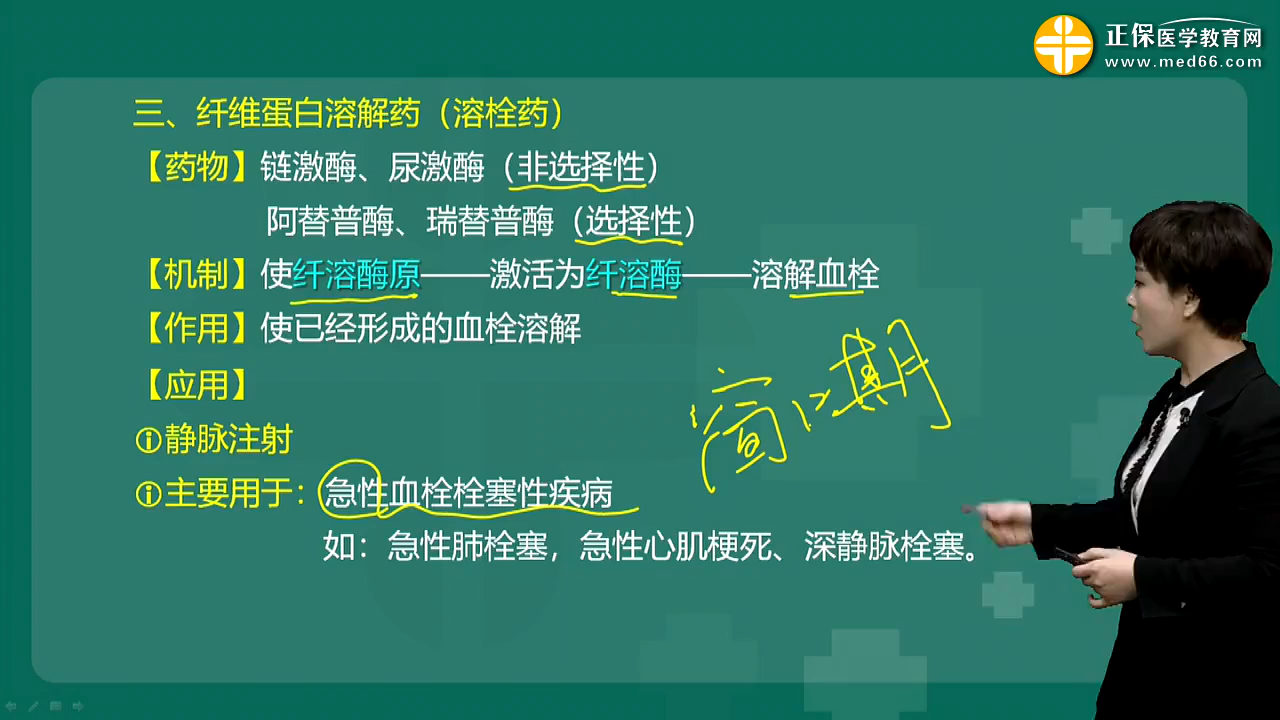 正保医学教育网
www.med66.com
三、纤维蛋白溶解药（溶栓药）
【药物】链激酶、尿激酶（非选择性）
阿替普酶、瑞替普酶（选择性）
【机制】使纤溶酶原——激活为纤溶酶——溶解血栓
【作用】使已经形成的血栓溶解
【应用】
①静脉注射
①主要用于：急性血栓栓塞性疾病
如：急性肺栓塞，急性心肌梗死、深静脉栓塞。
窗口期